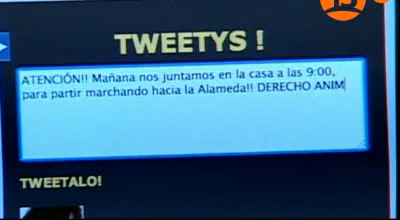 TWEETYS !
ATENCIÓN!! Mañana nos juntamos en la casa a las 9:00,
para partir marchando hacia la Alameda!! DERECHO ANIM
TWEETALO!